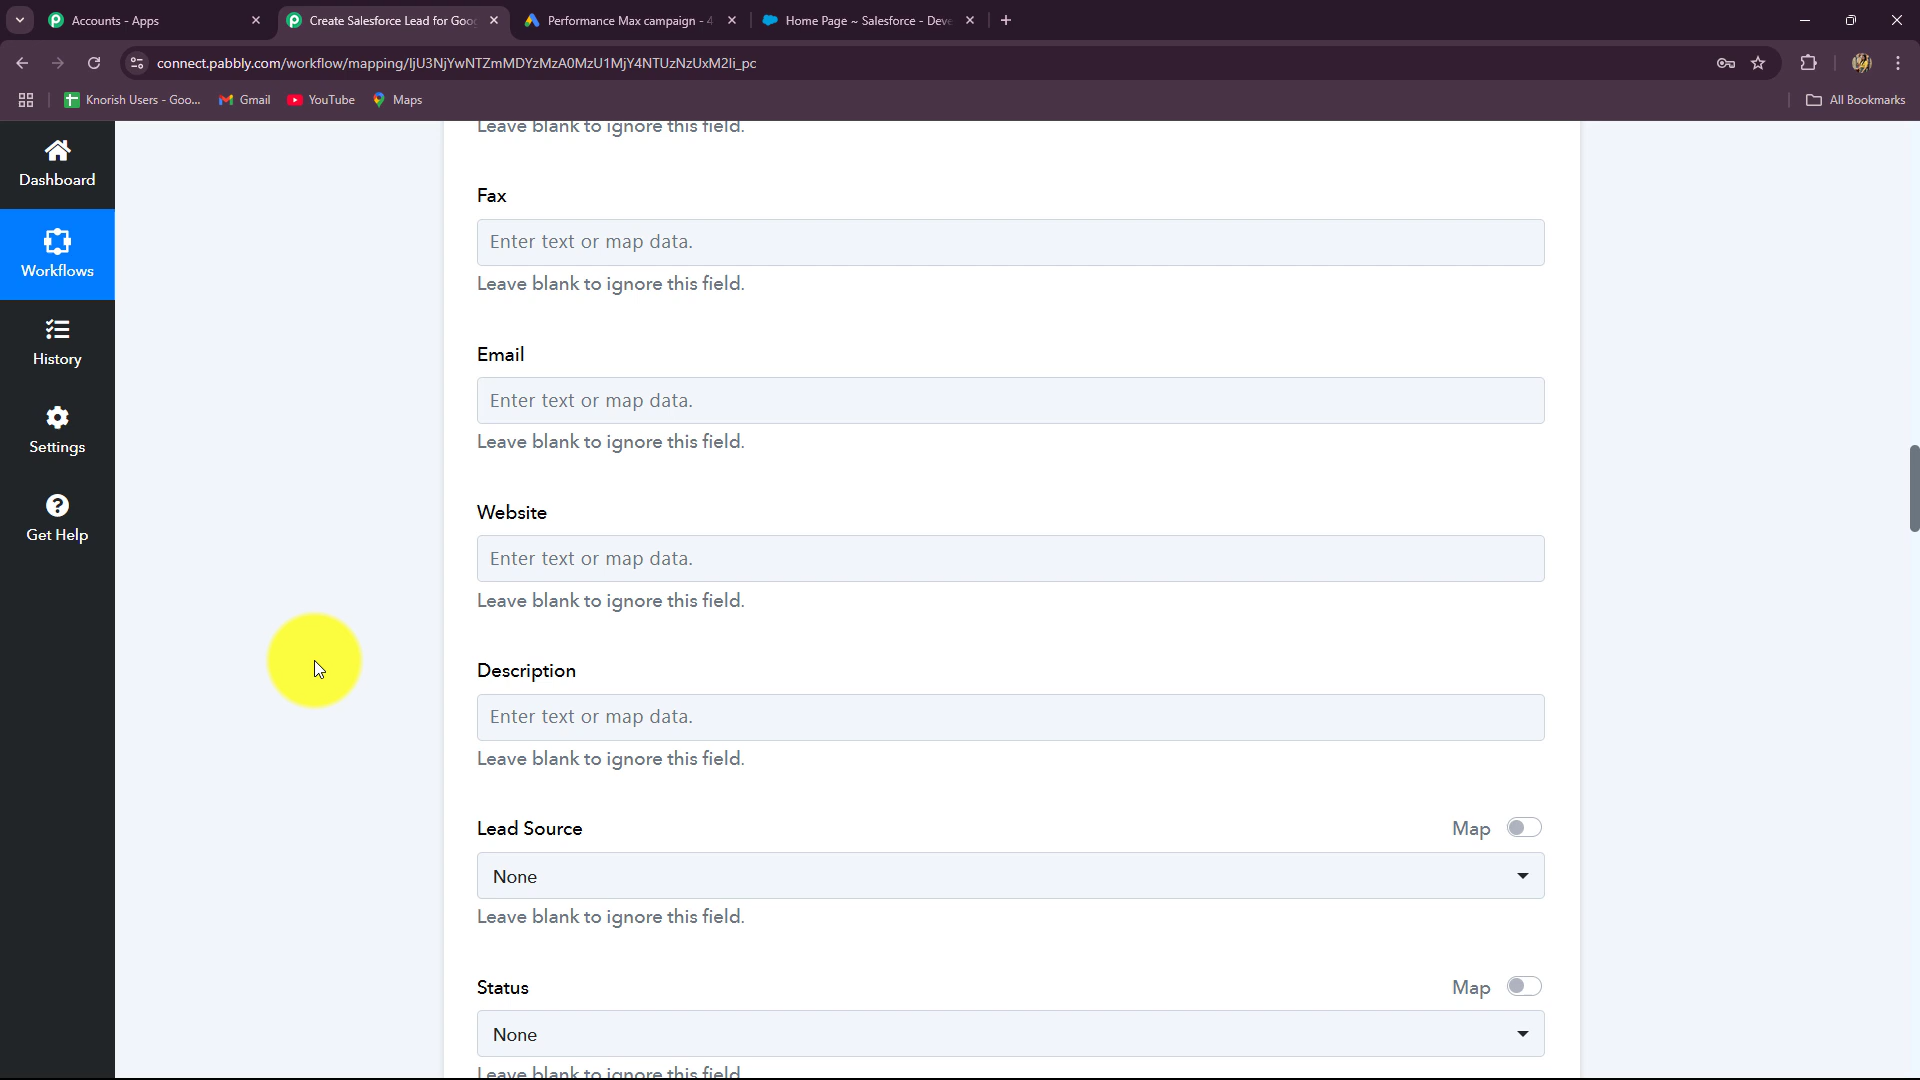 Accounts - Apps
Create Salesforce Lead for Goo
Performance Max campaign - 4
Home Page ~ Salesforce - Deve
connect.pabbly.com/workflow/mapping/IjU3NjYwNTZmMDYzMzA0MzU1MjY4NTUzNzUxM2Ii_pc
Knorish Users - Goo...
Gmail
YouTube
Maps
All Bookmarks
Dashboard
Workflows
History
Settings
Get Help
Leave blank to ignore this field.
Fax
Enter text or map data.
Leave blank to ignore this field.
Email
Enter text or map data.
Leave blank to ignore this field.
Website
Enter text or map data.
Leave blank to ignore this field.
Description
Enter text or map data.
Leave blank to ignore this field.
Lead Source
Map
None
Leave blank to ignore this field.
Status
Map
None
Leave blank to ignore this field.